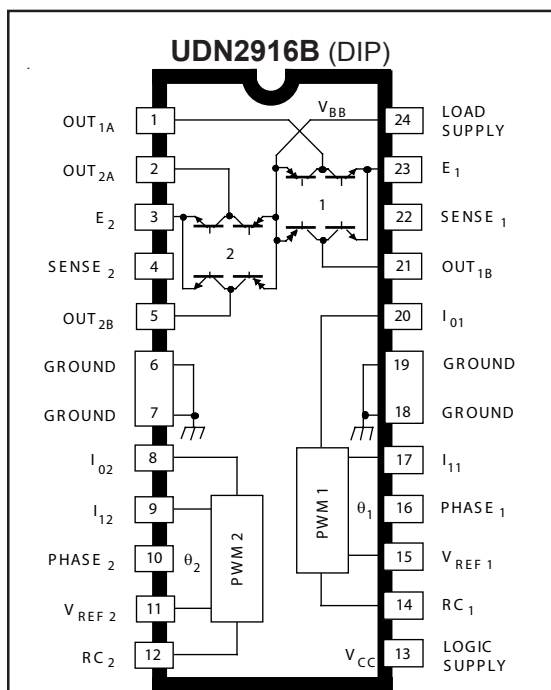 UDN2916B (DIP)
OUT1A 1 VBB 24 LOAD SUPPLY
OUT2A 2 23 E1
1
E2 3 22 SENSE1
2
SENSE2 4 21 OUT1B
OUT2B 5 20 I01
GROUND 6 19 GROUND
GROUND 7 18 GROUND
I02 8 17 I11
I12 9 PWM 2 PWM 1 θ1 16 PHASE1
PHASE2 10 θ2 15 VREF 1
VREF 2 11 14 RC1
RC2 12 VCC 13 LOGIC SUPPLY